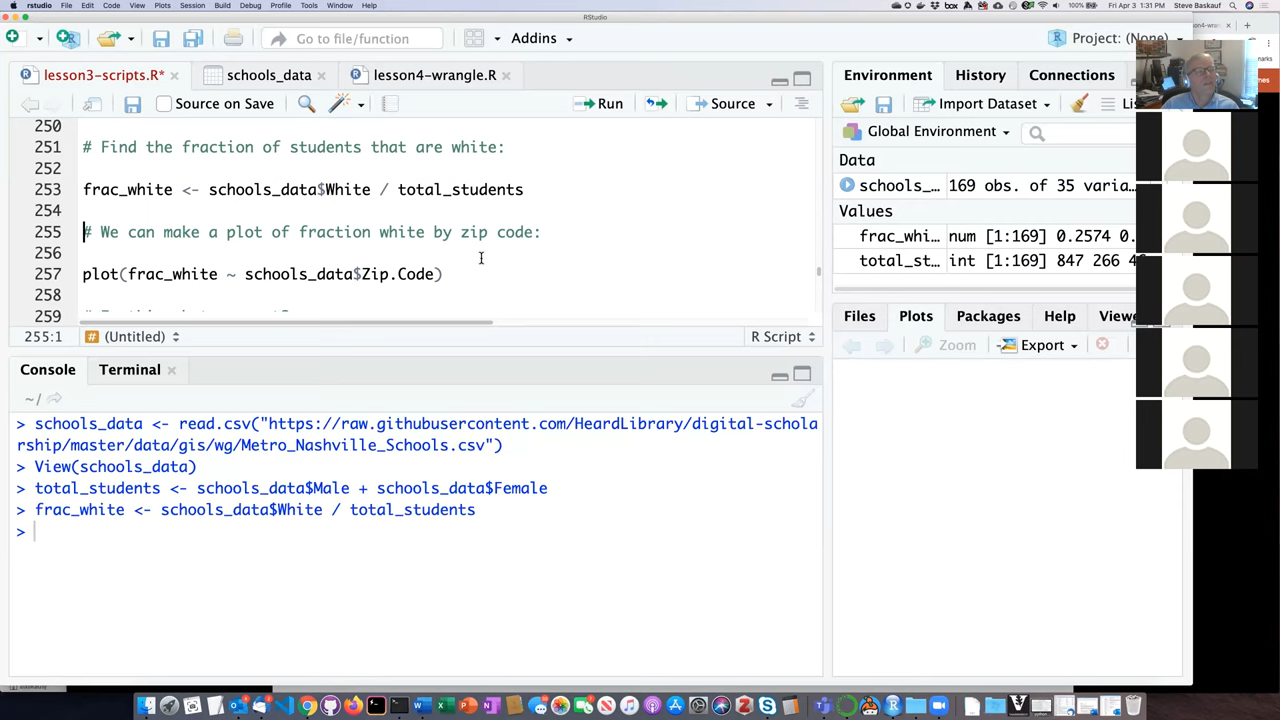 rstudio File Edit Code View Plots Session Build Debug Profile Tools Window Help
box 100% Fri Apr 3 1:31 PM Steve Baskauf
RStudio
Go to file/function Addins Project: (None)
lesson3-scripts.R* schools_data lesson4-wrangle.R
Source on Save Run Source
250
251 # Find the fraction of students that are white:
252
253 frac_white <- schools_data$White / total_students
254
255 # We can make a plot of fraction white by zip code:
256
257 plot(frac_white ~ schools_data$Zip.Code)
258
259
255:1 # (Untitled) R Script
Console Terminal
~/
> schools_data <- read.csv("https://raw.githubusercontent.com/HeardLibrary/digital-schola
rship/master/data/gis/wg/Metro_Nashville_Schools.csv")
> View(schools_data)
> total_students <- schools_data$Male + schools_data$Female
> frac_white <- schools_data$White / total_students
>
Environment History Connections
Import Dataset
Global Environment
Data
schools_… 169 obs. of 35 varia…
Values
frac_whi… num [1:169] 0.2574 0.
total_st… int [1:169] 847 266 4
Files Plots Packages Help Viewe
Zoom Export